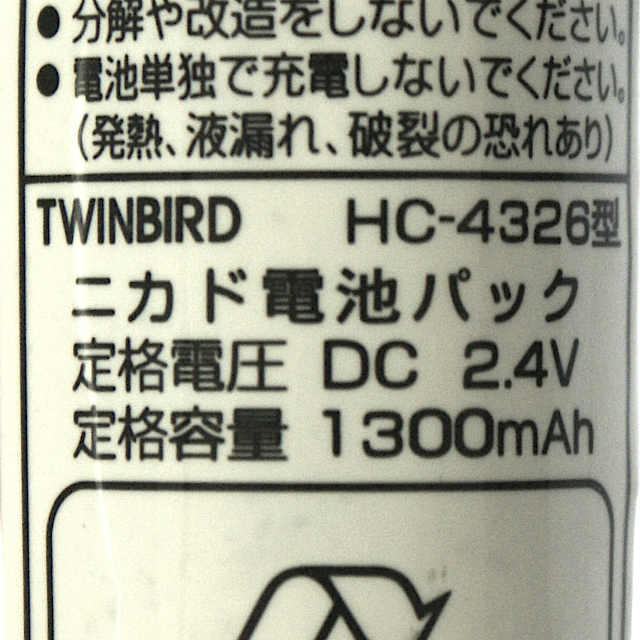 ●分解や改造をしないでください。
●電池単独で充電しないでください。
（発熱、液漏れ、破裂の恐れあり）
TWINBIRD HC-4326型
ニカド電池パック
定格電圧 DC 2.4V
定格容量 1300mAh